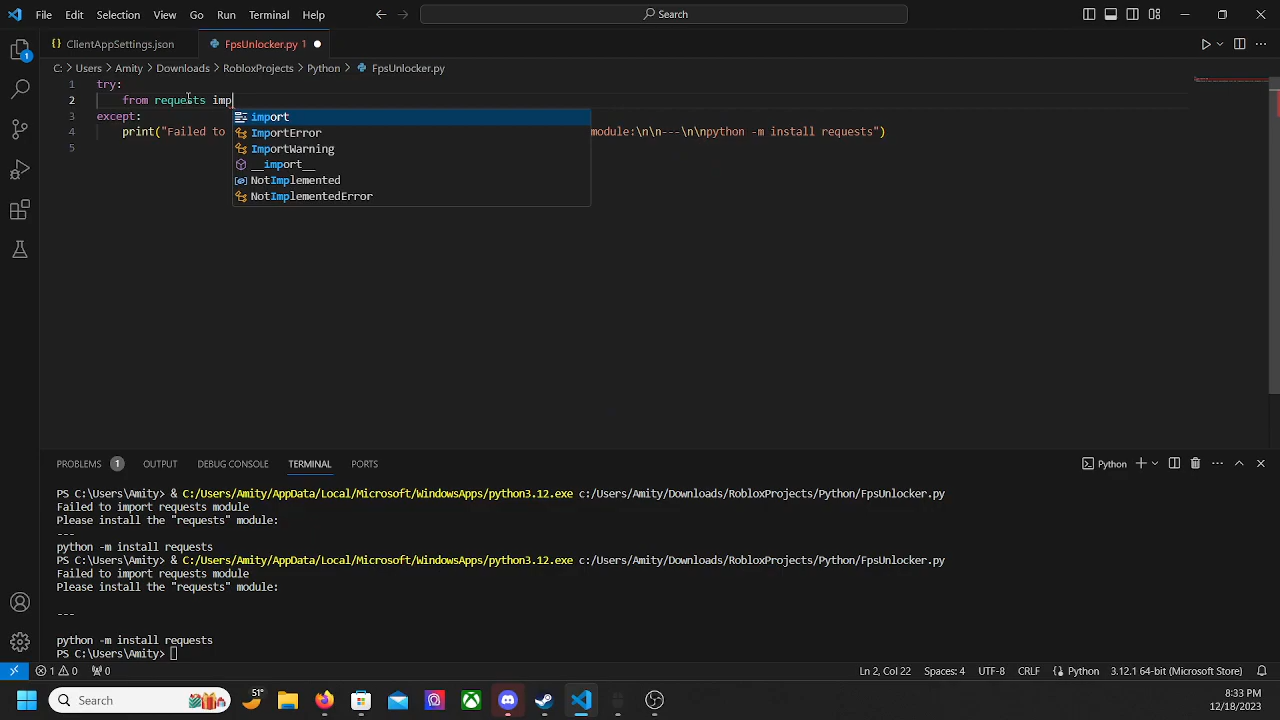 File Edit Selection View Go Run Terminal Help
Search
ClientAppSettings.json
FpsUnlocker.py 1
C: > Users > Amity > Downloads > RobloxProjects > Python > FpsUnlocker.py
1 try:
2 from requests imp
3 except:
4 print("Failed to module:\n\n---\n\npython -m install requests")
5
import
ImportError
ImportWarning
__import__
NotImplemented
NotImplementedError
PROBLEMS 1 OUTPUT DEBUG CONSOLE TERMINAL PORTS
Python
PS C:\Users\Amity> & C:/Users/Amity/AppData/Local/Microsoft/WindowsApps/python3.12.exe c:/Users/Amity/Downloads/RobloxProjects/Python/FpsUnlocker.py
Failed to import requests module
Please install the "requests" module:
---
python -m install requests
PS C:\Users\Amity> & C:/Users/Amity/AppData/Local/Microsoft/WindowsApps/python3.12.exe c:/Users/Amity/Downloads/RobloxProjects/Python/FpsUnlocker.py
Failed to import requests module
Please install the "requests" module:
---
python -m install requests
PS C:\Users\Amity>
1 0 0
Ln 2, Col 22 Spaces: 4 UTF-8 CRLF Python 3.12.1 64-bit (Microsoft Store)
Search
51°
8:33 PM
12/18/2023